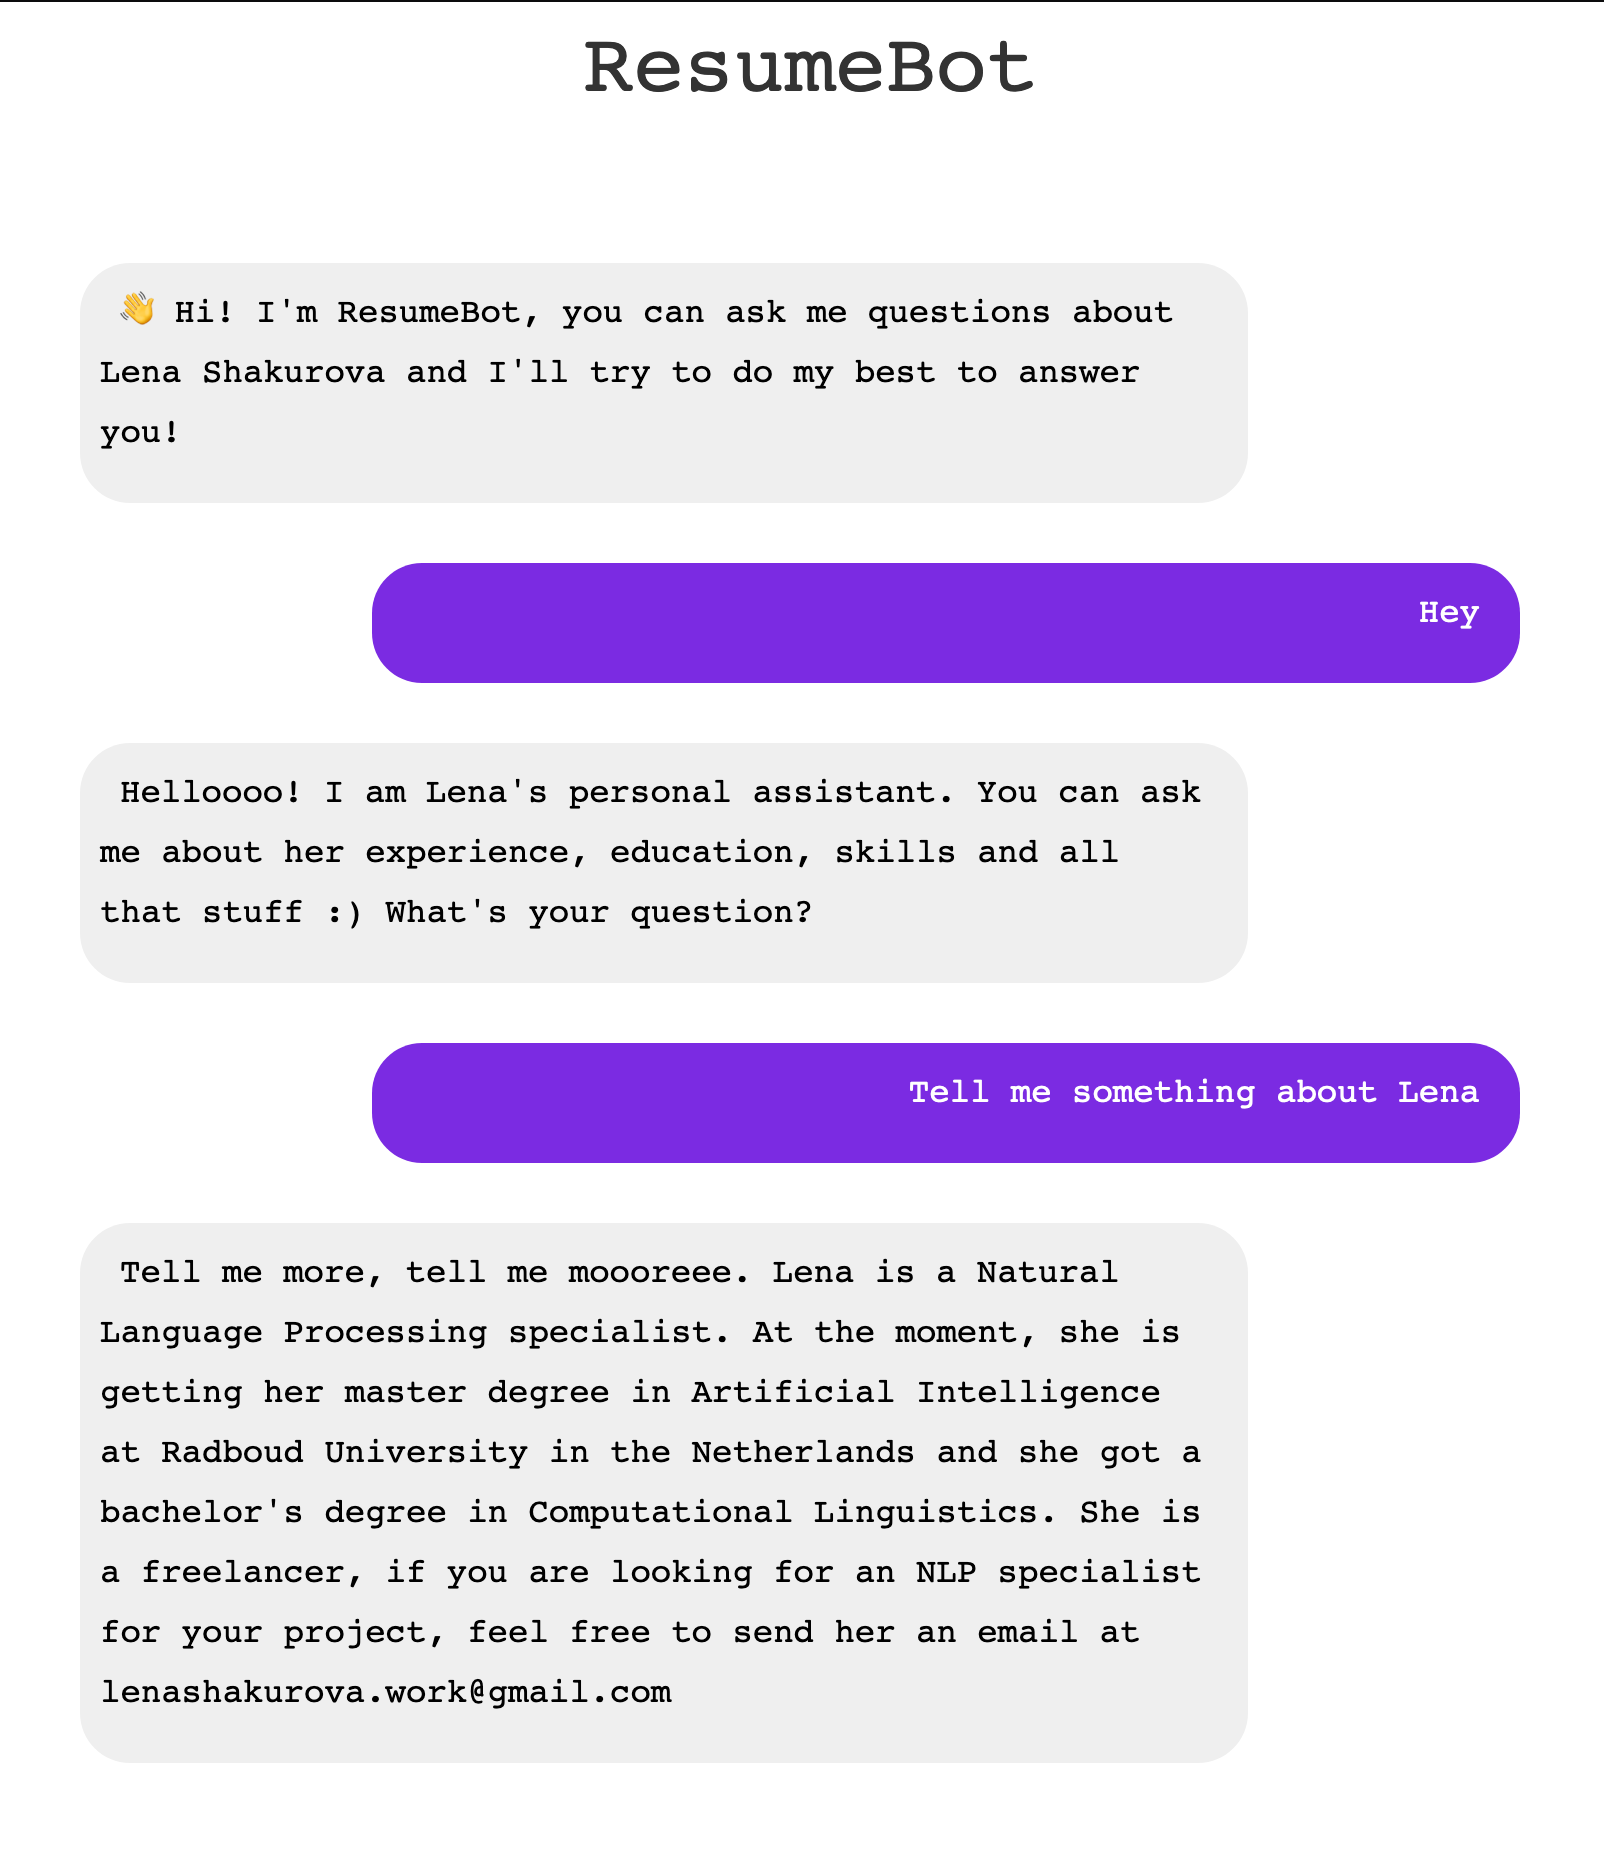 ResumeBot
👋 Hi! I'm ResumeBot, you can ask me questions about
Lena Shakurova and I'll try to do my best to answer
you!
Hey
Helloooo! I am Lena's personal assistant. You can ask
me about her experience, education, skills and all
that stuff :) What's your question?
Tell me something about Lena
Tell me more, tell me moooreee. Lena is a Natural
Language Processing specialist. At the moment, she is
getting her master degree in Artificial Intelligence
at Radboud University in the Netherlands and she got a
bachelor's degree in Computational Linguistics. She is
a freelancer, if you are looking for an NLP specialist
for your project, feel free to send her an email at
lenashakurova.work@gmail.com